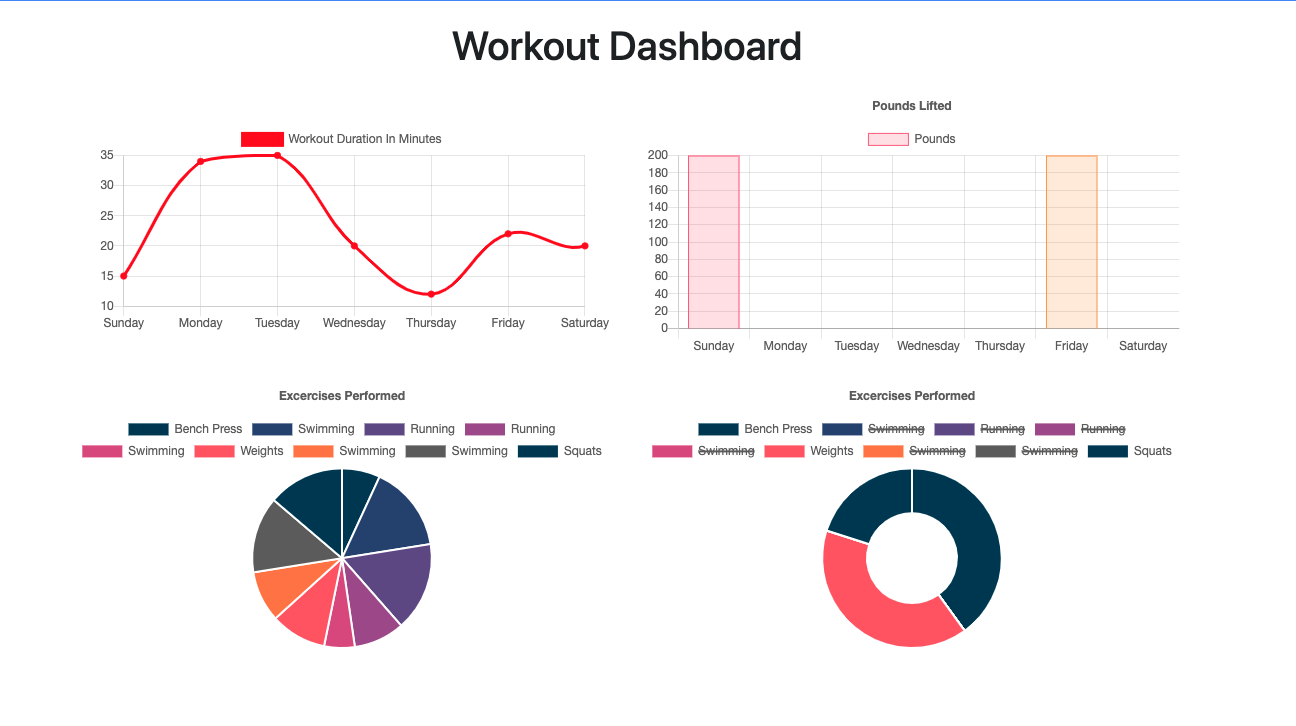 Workout Dashboard
Workout Duration In Minutes
35
30
25
20
15
10
Sunday Monday Tuesday Wednesday Thursday Friday Saturday
Pounds Lifted
Pounds
200
180
160
140
120
100
80
60
40
20
0
Sunday Monday Tuesday Wednesday Thursday Friday Saturday
Excercises Performed
Bench Press Swimming Running Running
Swimming Weights Swimming Swimming Squats
Excercises Performed
Bench Press Swimming Running Running
Swimming Weights Swimming Swimming Squats